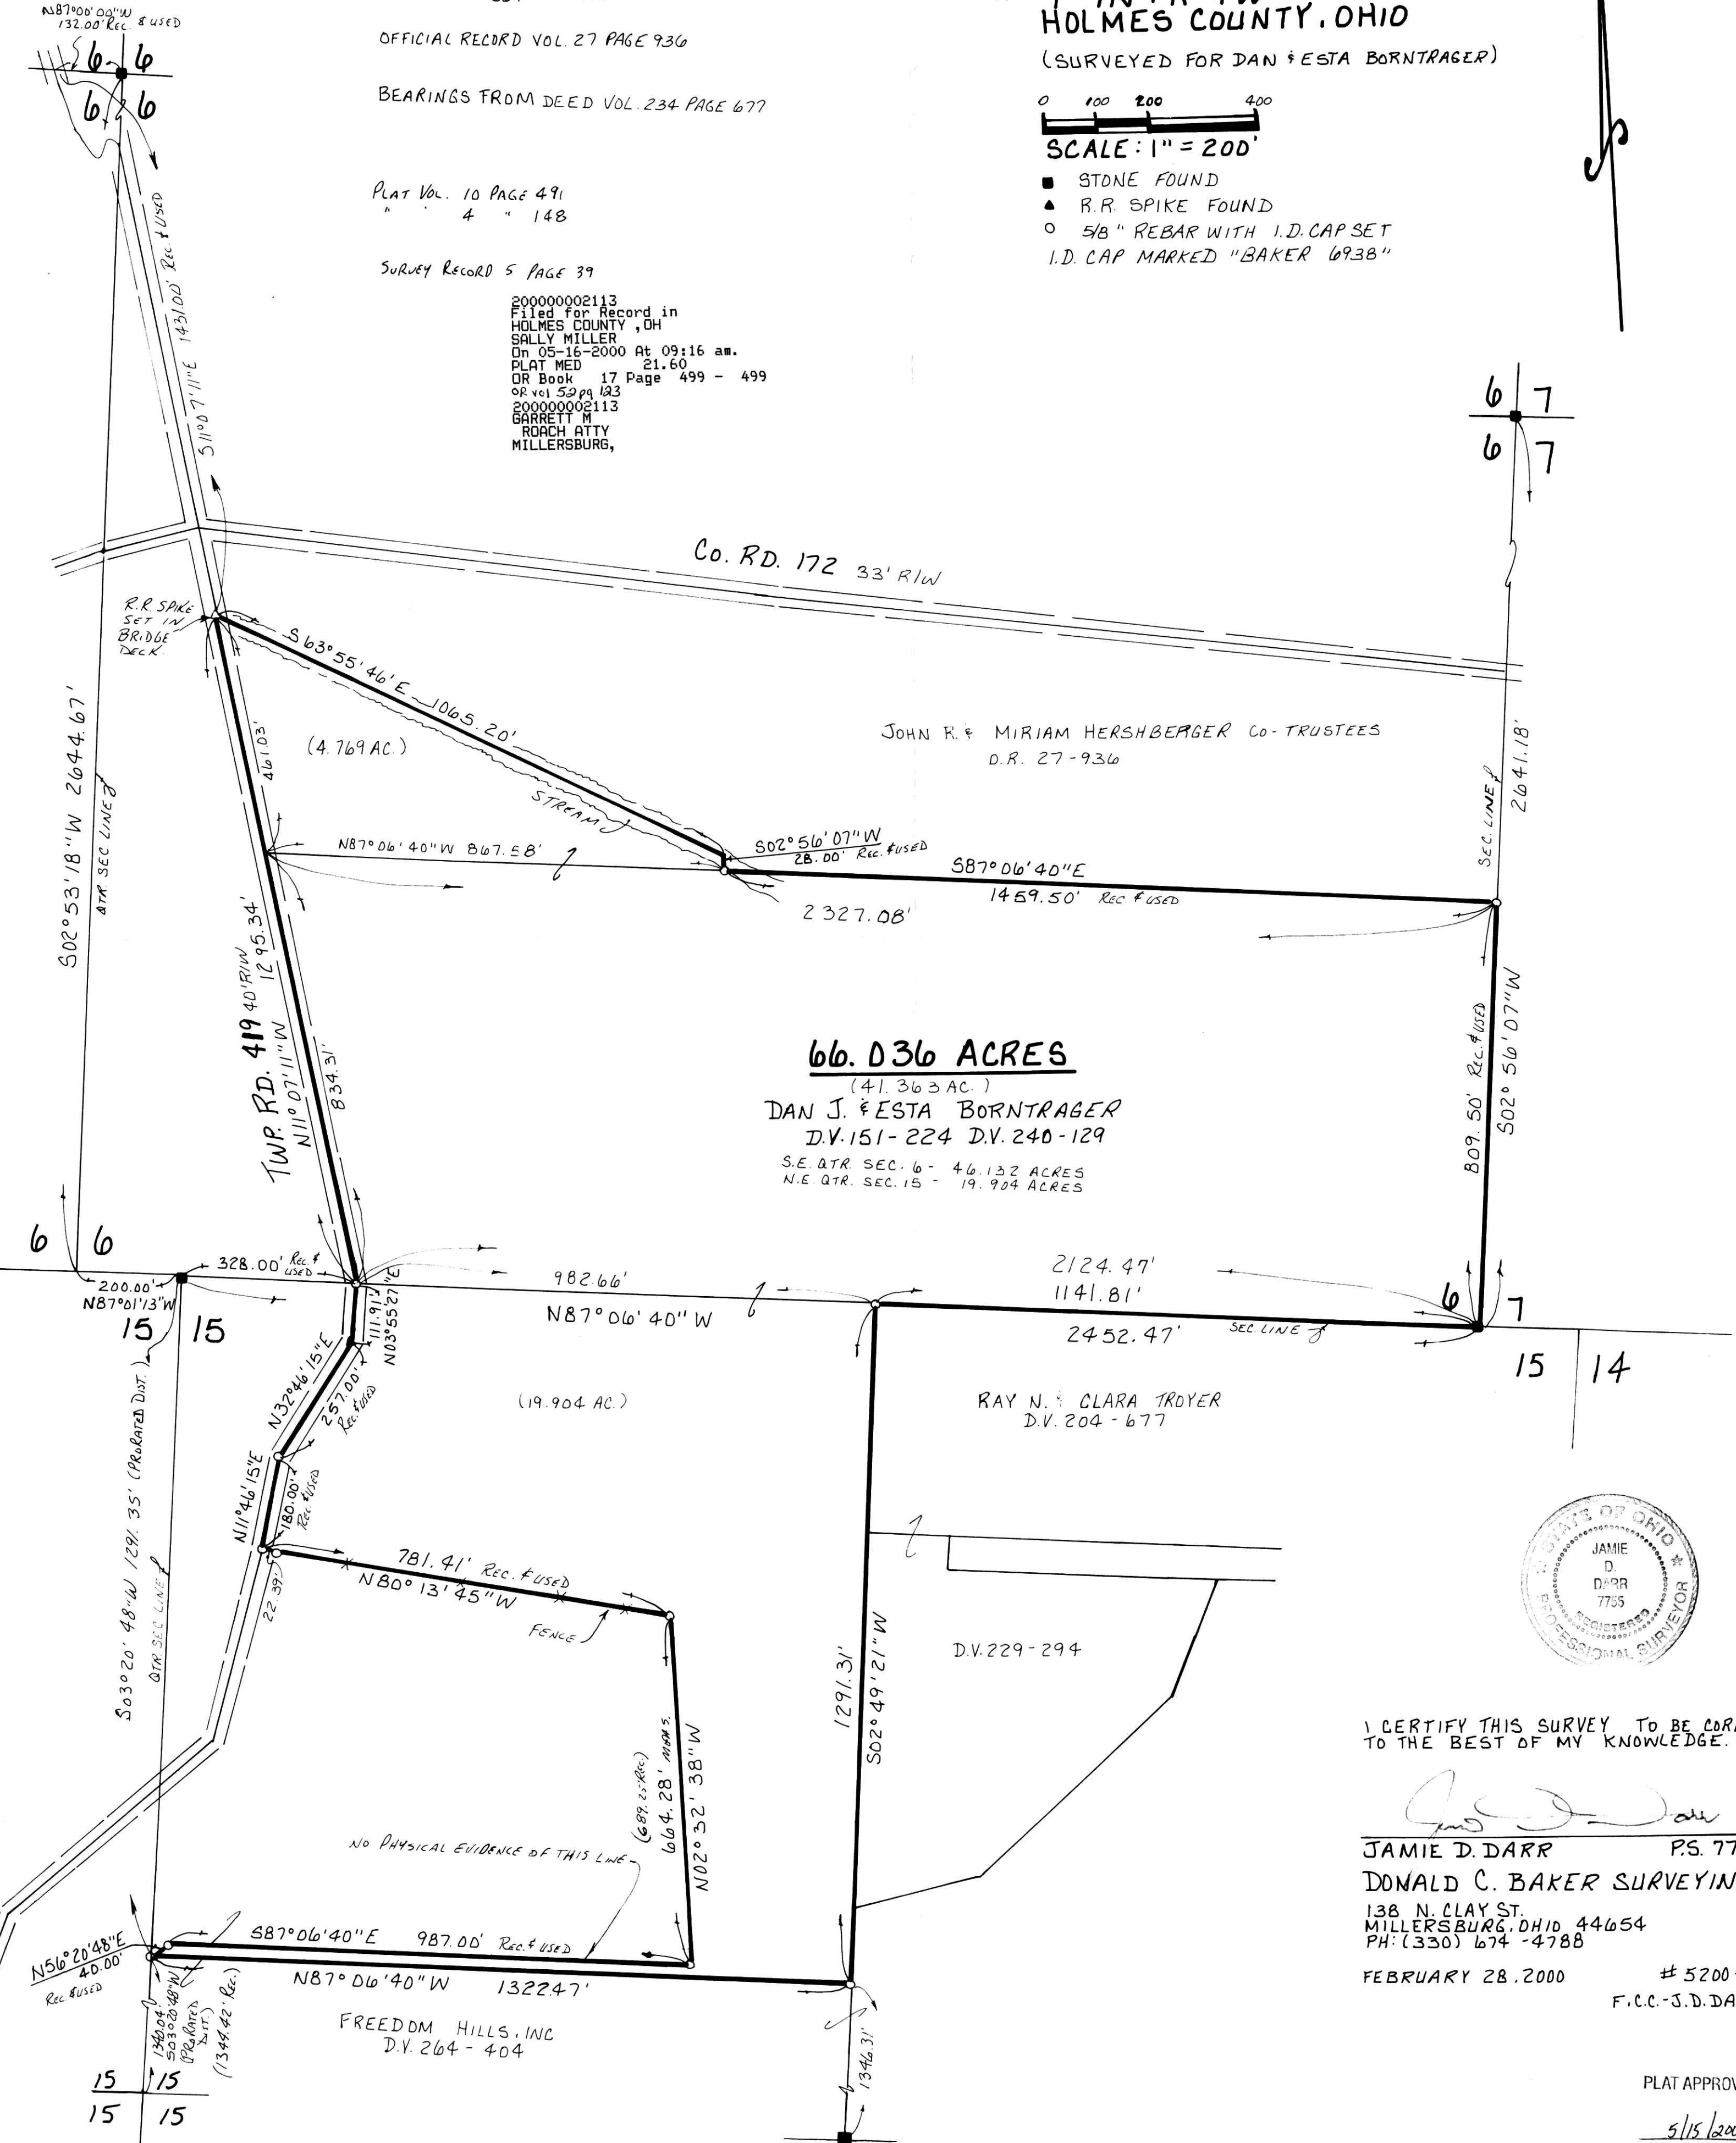 HOLMES COUNTY, OHIO
(SURVEYED FOR DAN & ESTA BORNTRAGER)
0 100 200 400
SCALE: 1" = 200'
■ STONE FOUND
▲ R.R. SPIKE FOUND
○ 5/8" REBAR WITH I.D. CAP SET
I.D. CAP MARKED "BAKER 6938"
N87°00'00"W
132.00' REC. & USED
6 6
6 6
OFFICIAL RECORD VOL. 27 PAGE 936
BEARINGS FROM DEED VOL. 234 PAGE 677
PLAT VOL. 10 PAGE 491
" " 4 " 148
SURVEY RECORD 5 PAGE 39
200000002113
Filed for Record in
HOLMES COUNTY ,OH
SALLY MILLER
On 05-16-2000 At 09:16 am.
PLAT MED 21.60
OR Book 17 Page 499 - 499
OR vol 52 pg 123
200000002113
GARRETT M
ROACH ATTY
MILLERSBURG,
S11°07'11"E 1431.00' REC. & USED
6 7
6 7
CO. RD. 172 33' R/W
R.R. SPIKE
SET IN
BRIDGE
DECK
S63°55'46'E 1065.20'
STREAM
(4.769 AC.)
461.03'
JOHN R. & MIRIAM HERSHBERGER CO-TRUSTEES
O.R. 27-936
SEC. LINE
2641.18'
S02°53'18"W 2644.67'
QTR SEC LINE
N87°06'40"W 867.58'
S02°56'07"W
28.00' REC. & USED
S87°06'40"E
1459.50' REC & USED
2327.08'
TWP. RD. 419 40' R/W
N11°07'11"W 1295.34'
834.31'
809.50' REC. & USED
S02°56'07"W
66.036 ACRES
(41.363 AC.)
DAN J. & ESTA BORNTRAGER
D.V. 151-224 D.V. 240-129
S.E. QTR. SEC. 6 - 46.132 ACRES
N.E. QTR. SEC. 15 - 19.904 ACRES
6 6
200.00'
N87°01'13"W
328.00' REC. & USED
15 15
982.66'
N87°06'40"W
2124.47'
1141.81'
2452.47'
SEC. LINE
6 7
15 14
111.91'
N03°55'27"E
N32°46'15"E
257.00'
REC. & USED
N11°46'15"E
180.00'
REC. & USED
22.39'
(19.904 AC.)
RAY N. & CLARA TROYER
D.V. 204-677
S03°20'48"W 1291.35' (PRORATED DIST.)
QTR SEC LINE
781.41' REC. & USED
N80°13'45"W
FENCE
D.V. 229-294
1291.31'
S02°49'21"W
(689.25' REC.)
664.28' MEAS.
N02°32'38"W
NO PHYSICAL EVIDENCE OF THIS LINE
S87°06'40"E 987.00' REC. & USED
N87°06'40"W 1322.47'
N56°20'48"E
40.00'
REC. & USED
1340.04'
S03°20'48"W
(PRORATED
DIST.)
(1344.42' REC.)
FREEDOM HILLS, INC
D.V. 264-404
1346.31'
15 15
15 15
STATE OF OHIO
JAMIE
D.
DARR
7755
REGISTERED
PROFESSIONAL SURVEYOR
I CERTIFY THIS SURVEY TO BE
TO THE BEST OF MY KNOWLEDGE.
JAMIE D. DARR P.S.
DONALD C. BAKER
138 N. CLAY ST.
MILLERSBURG, OHIO 44654
PH: (330) 674-4788
FEBRUARY 28, 2000 # 5200
F.C.C.-J.D.
PLAT
5/15/